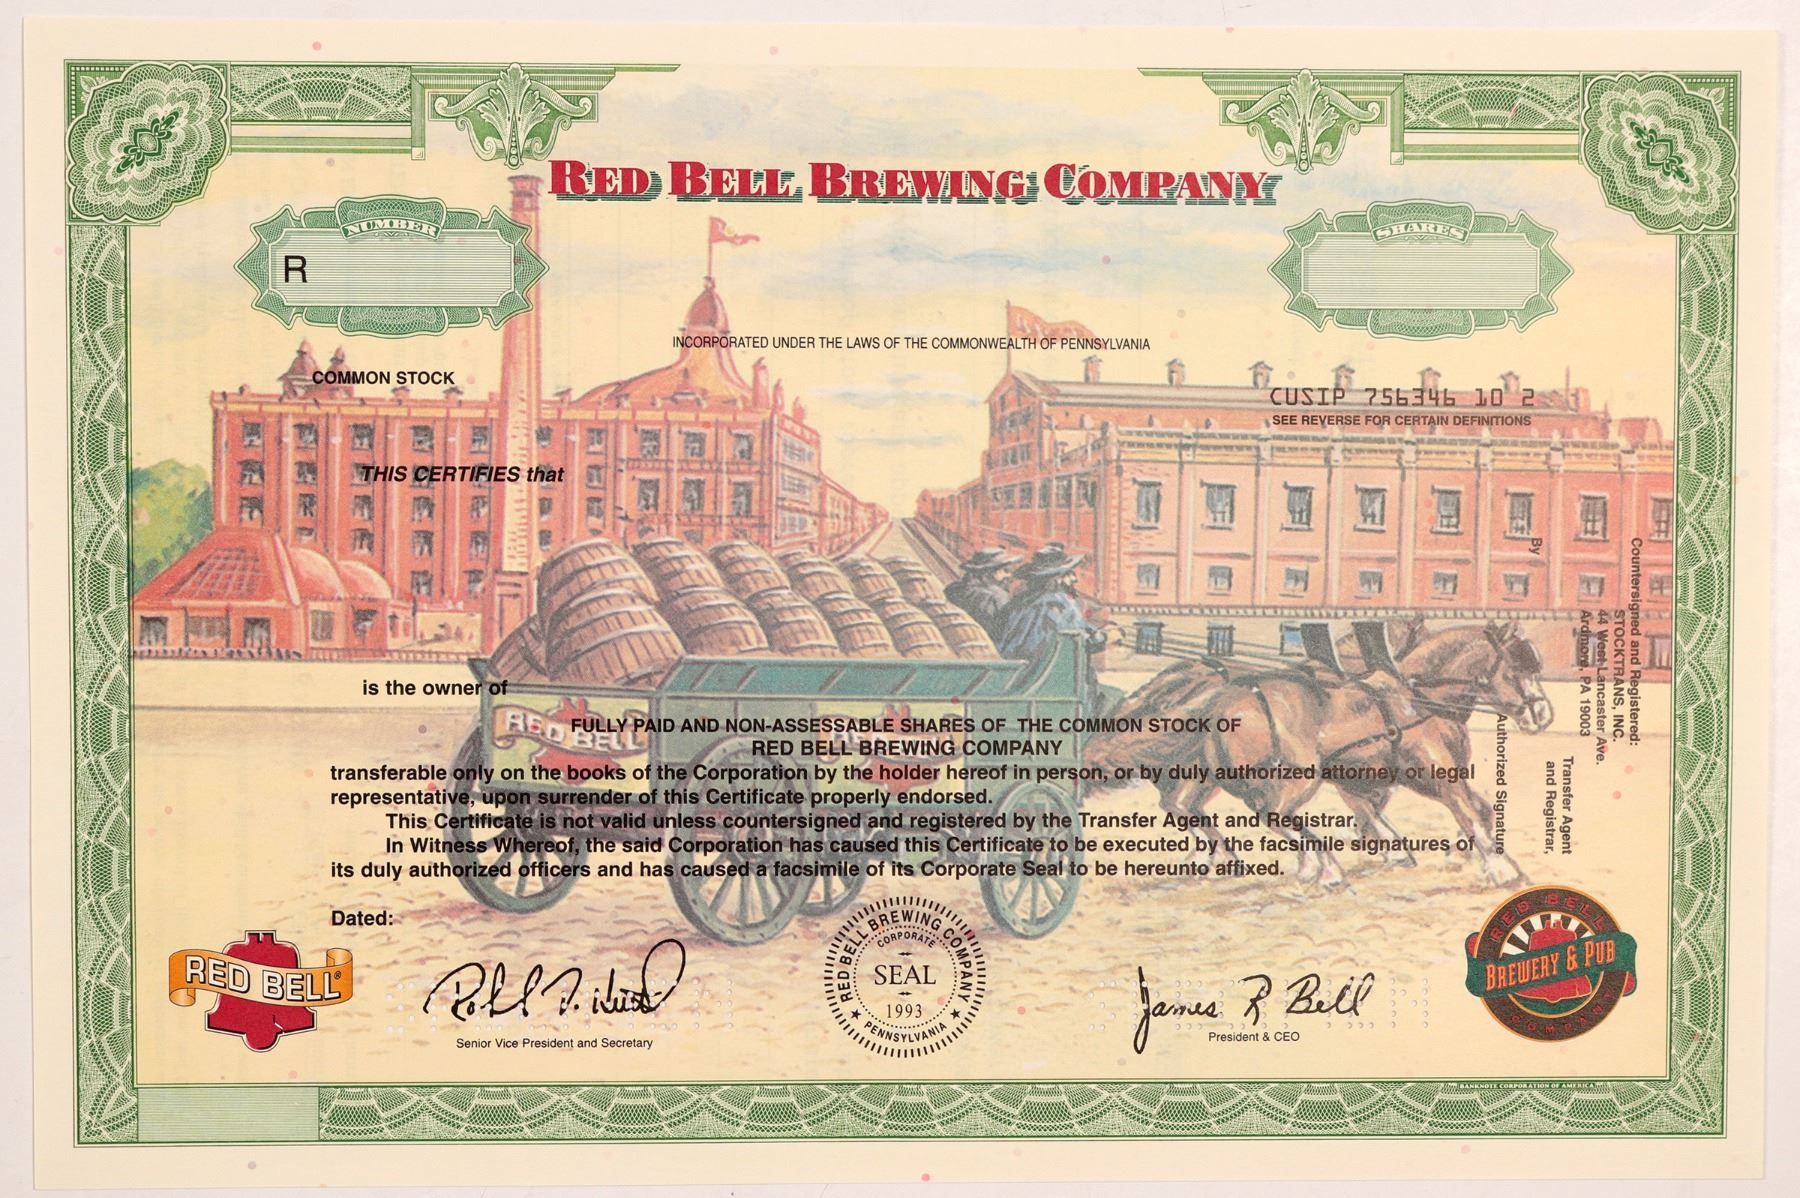 RED BELL BREWING COMPANY
NUMBER
R
SHARES
INCORPORATED UNDER THE LAWS OF THE COMMONWEALTH OF PENNSYLVANIA
COMMON STOCK
CUSIP 756346 10 2
SEE REVERSE FOR CERTAIN DEFINITIONS
THIS CERTIFIES that
is the owner of
RED BELL
FULLY PAID AND NON-ASSESSABLE SHARES OF THE COMMON STOCK OF
RED BELL BREWING COMPANY
transferable only on the books of the Corporation by the holder hereof in person, or by duly authorized attorney or legal
representative, upon surrender of this Certificate properly endorsed.
This Certificate is not valid unless countersigned and registered by the Transfer Agent and Registrar.
In Witness Whereof, the said Corporation has caused this Certificate to be executed by the facsimile signatures of
its duly authorized officers and has caused a facsimile of its Corporate Seal to be hereunto affixed.
Countersigned and Registered:
STOCKTRANS, INC.
44 West Lancaster Ave.
Ardmore, PA 19003
Transfer Agent
and Registrar,
By
Authorized Signature
Dated:
RED BELL®
Senior Vice President and Secretary
RED BELL BREWING COMPANY
CORPORATE
SEAL
1993
PENNSYLVANIA
James R Bell
President & CEO
RED BELL
BREWERY & PUB
COMPANY
BANKNOTE CORPORATION OF AMERICA